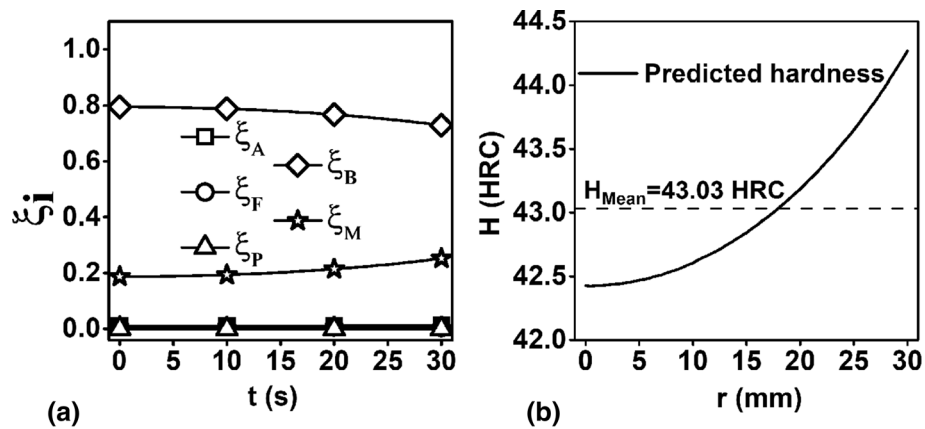 1.0
0.8
0.6
0.4
0.2
0.0
ξi
ξA
ξF
ξP
ξB
ξM
0 5 10 15 20 25 30
t (s)
(a)
44.5
44.0
43.5
43.0
42.5
42.0
H (HRC)
Predicted hardness
HMean=43.03 HRC
0 5 10 15 20 25 30
r (mm)
(b)